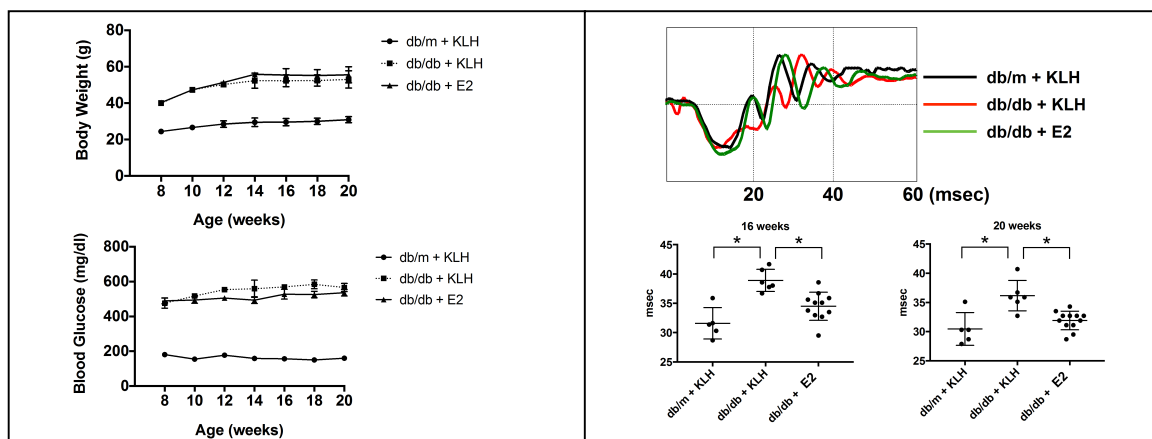 Body Weight (g)
80
60
40
20
0
8 10 12 14 16 18 20
Age (weeks)
db/m + KLH
db/db + KLH
db/db + E2
Blood Glucose (mg/dl)
800
600
400
200
0
8 10 12 14 16 18 20
Age (weeks)
db/m + KLH
db/db + KLH
db/db + E2
db/m + KLH
db/db + KLH
db/db + E2
20 40 60 (msec)
16 weeks
* *
msec
45
40
35
30
25
db/m + KLH
db/db + KLH
db/db + E2
20 weeks
* *
msec
45
40
35
30
25
db/m + KLH
db/db + KLH
db/db + E2